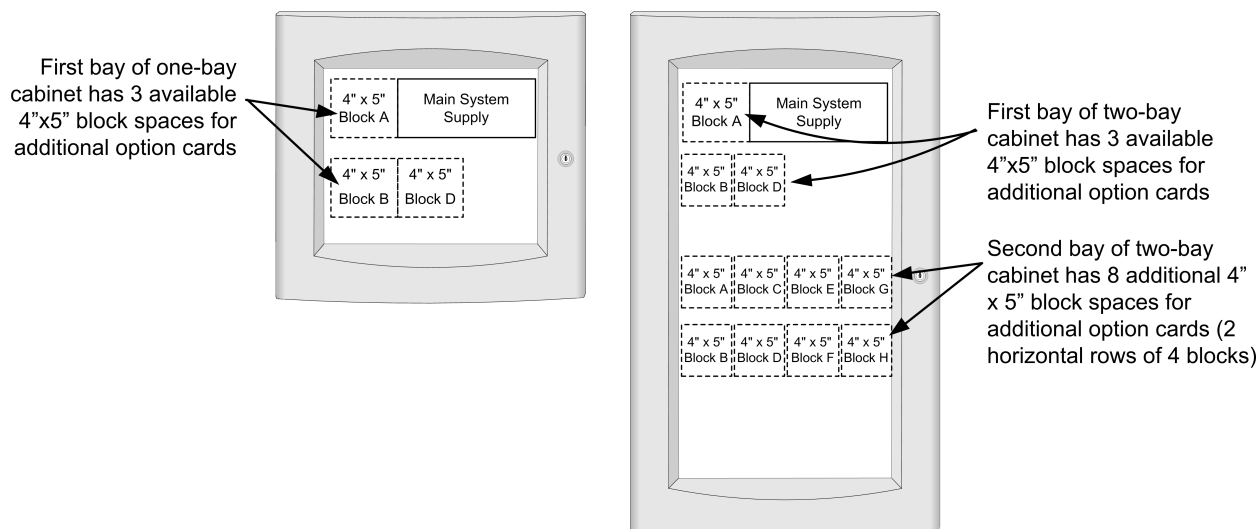 First bay of one-bay
cabinet has 3 available
4”x5” block spaces for
additional option cards
4" x 5"
Block A
Main System
Supply
4" x 5"
Block B
4" x 5"
Block D
4" x 5"
Block A
Main System
Supply
4" x 5"
Block B
4" x 5"
Block D
4" x 5"
Block A
4" x 5"
Block C
4" x 5"
Block E
4" x 5"
Block G
4" x 5"
Block B
4" x 5"
Block D
4" x 5"
Block F
4" x 5"
Block H
First bay of two-bay
cabinet has 3 available
4”x5” block spaces for
additional option cards
Second bay of two-bay
cabinet has 8 additional 4”
x 5” block spaces for
additional option cards (2
horizontal rows of 4 blocks)